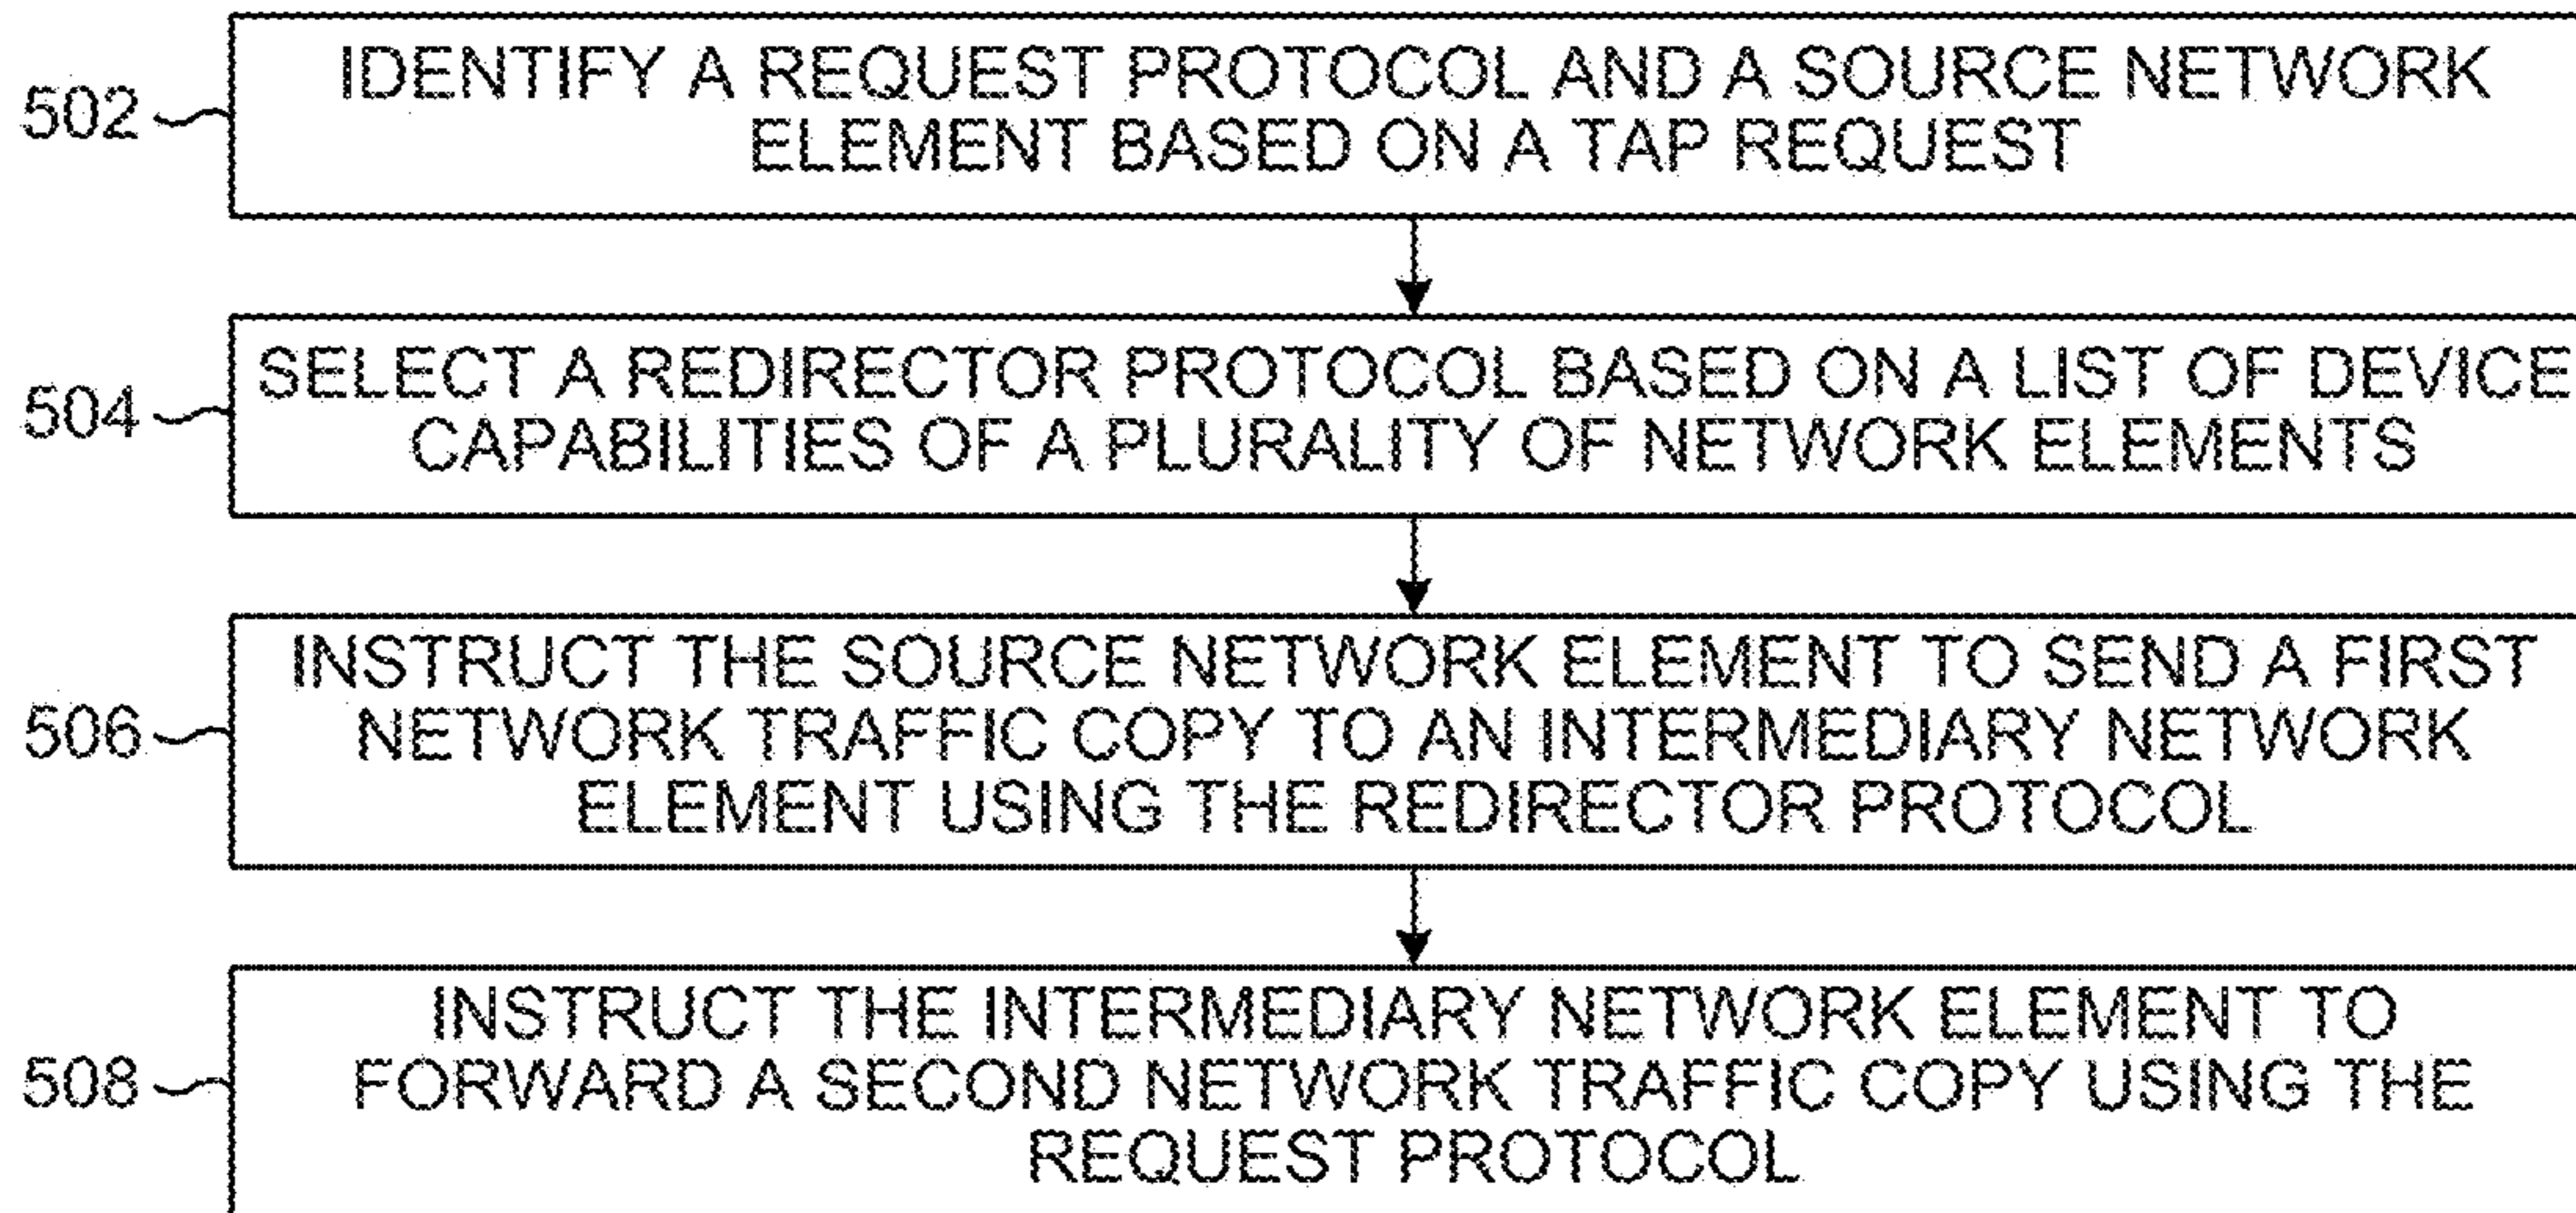 502
IDENTIFY A REQUEST PROTOCOL AND A SOURCE NETWORK
ELEMENT BASED ON A TAP REQUEST
504
SELECT A REDIRECTOR PROTOCOL BASED ON A LIST OF DEVICE
CAPABILITIES OF A PLURALITY OF NETWORK ELEMENTS
506
INSTRUCT THE SOURCE NETWORK ELEMENT TO SEND A FIRST
NETWORK TRAFFIC COPY TO AN INTERMEDIARY NETWORK
ELEMENT USING THE REDIRECTOR PROTOCOL
508
INSTRUCT THE INTERMEDIARY NETWORK ELEMENT TO
FORWARD A SECOND NETWORK TRAFFIC COPY USING THE
REQUEST PROTOCOL